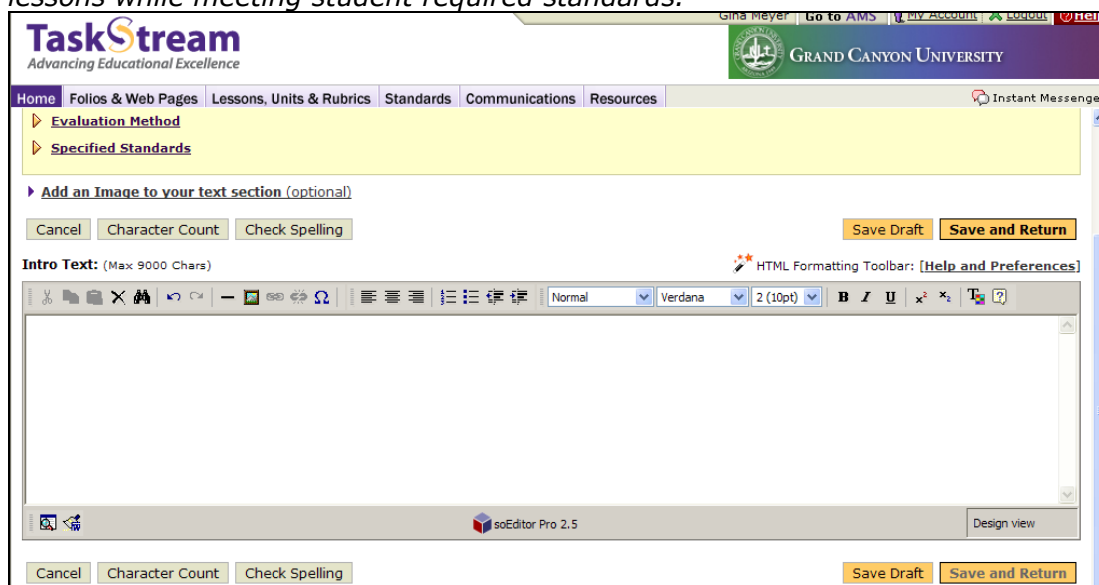 lessons while meeting student required standards.
Gina Meyer Go to AMS My Account Logout Hel
TaskStream
Advancing Educational Excellence
GRAND CANYON UNIVERSITY
Home Folios & Web Pages Lessons, Units & Rubrics Standards Communications Resources Instant Messenge
Evaluation Method
Specified Standards
Add an Image to your text section (optional)
Cancel Character Count Check Spelling Save Draft Save and Return
Intro Text: (Max 9000 Chars) HTML Formatting Toolbar: [Help and Preferences]
Normal Verdana 2 (10pt) B I U x² x₂
soEditor Pro 2.5 Design view
Cancel Character Count Check Spelling Save Draft Save and Return